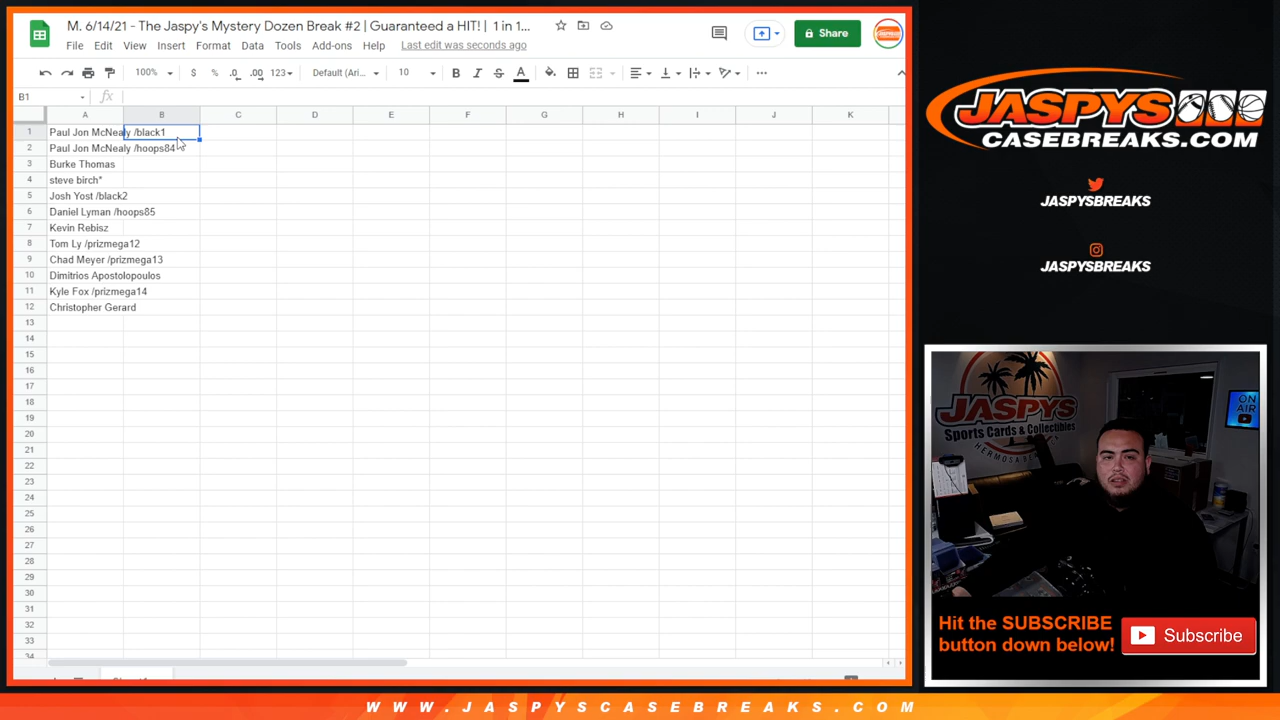 M. 6/14/21 - The Jaspy's Mystery Dozen Break #2 | Guaranteed a HIT! | 1 in 1...
Share
File Edit View Insert Format Data Tools Add-ons Help Last edit was seconds ago
100% $ % .0 .00 123 Default (Ari... 10 B I S A
B1 fx
A B C D E F G H I J K
1 Paul Jon McNealy /black1
2 Paul Jon McNealy /hoops84
3 Burke Thomas
4 steve birch*
5 Josh Yost /black2
6 Daniel Lyman /hoops85
7 Kevin Rebisz
8 Tom Ly /prizmega12
9 Chad Meyer /prizmega13
10 Dimitrios Apostolopoulos
11 Kyle Fox /prizmega14
12 Christopher Gerard
13
14
15
16
17
18
19
20
21
22
23
24
25
26
27
28
29
30
31
32
33
34
JASPYS
CASEBREAKS.COM
JASPYSBREAKS
JASPYSBREAKS
JASPYS
Sports Cards & Collectibles
HERMOSA BEACH
ON AIR
Hit the SUBSCRIBE
button down below!
Subscribe
WWW.JASPYSCASEBREAKS.COM